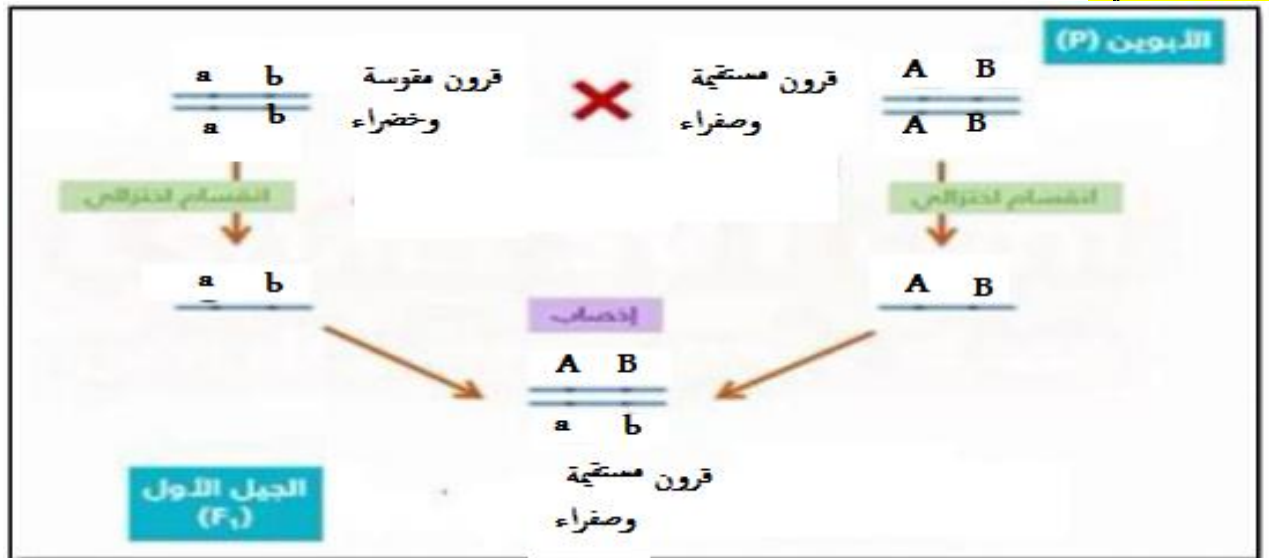 الأبوين (P)
A B
A B
قرون مستقيمة
وصفراء
قرون مقوسة
وخضراء
a b
a b
انقسام اختزالي
انقسام اختزالي
A B
a b
إخصاب
A B
a b
قرون مستقيمة
وصفراء
الجيل الأول
(F₁)